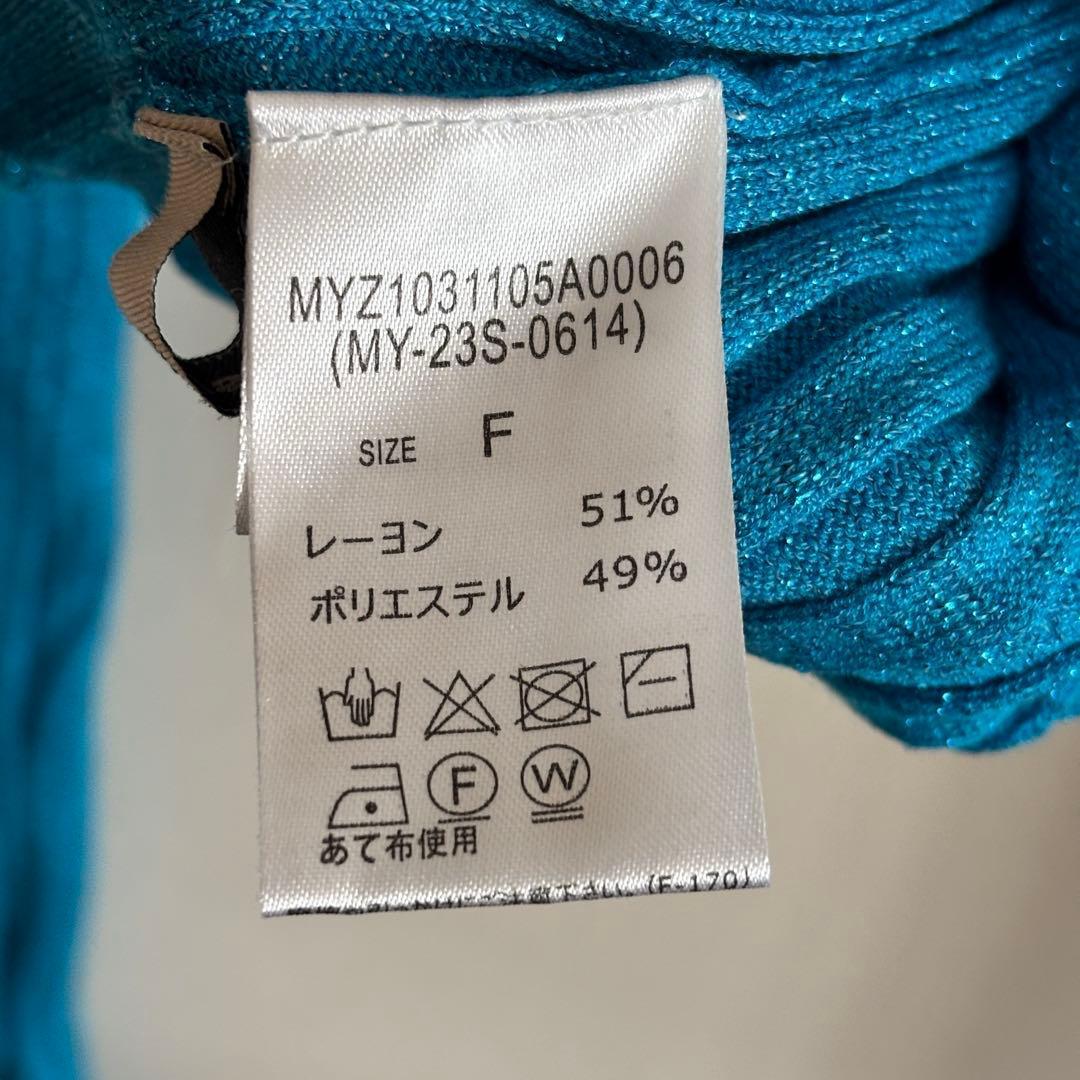 MYZ1031105A0006
(MY-23S-0614)
SIZE F
レーヨン 51%
ポリエステル 49%
F W
あて布使用
(F-170)